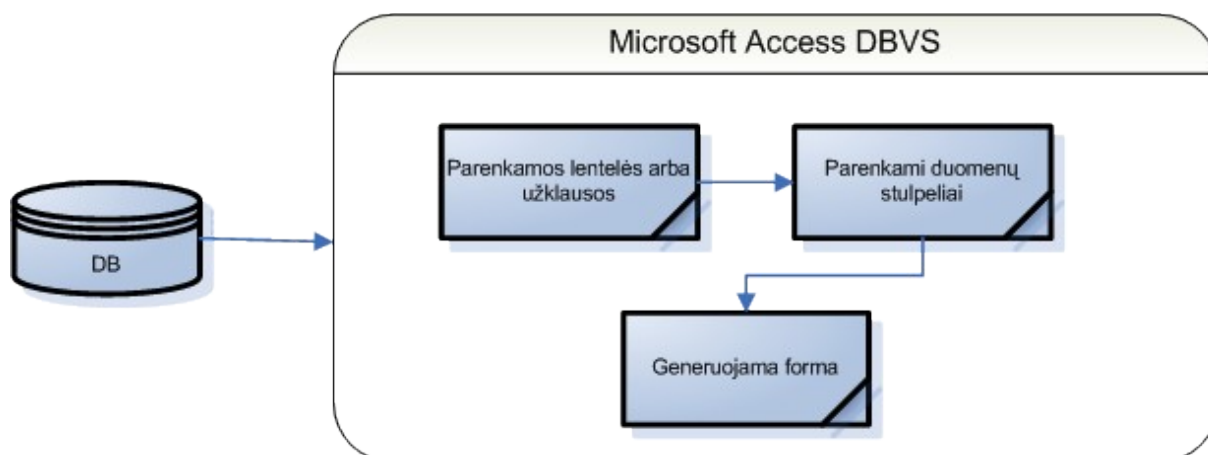 Microsoft Access DBVS
Parenkamos lentelės arba
užklausos
Parenkami duomenų
stulpeliai
DB
Generuojama forma